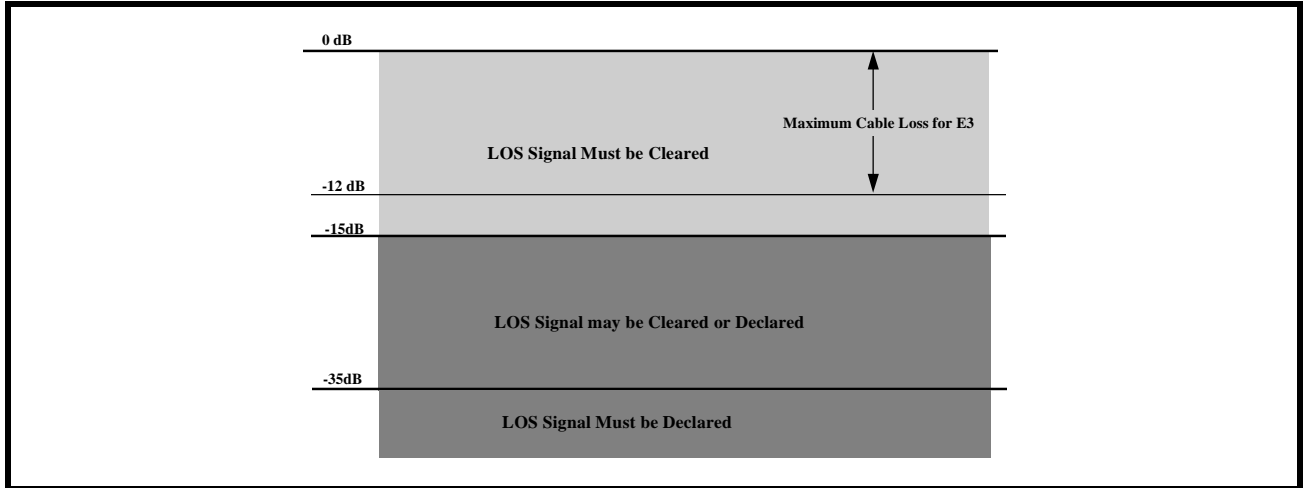 0 dB
Maximum Cable Loss for E3
LOS Signal Must be Cleared
-12 dB
-15dB
LOS Signal may be Cleared or Declared
-35dB
LOS Signal Must be Declared